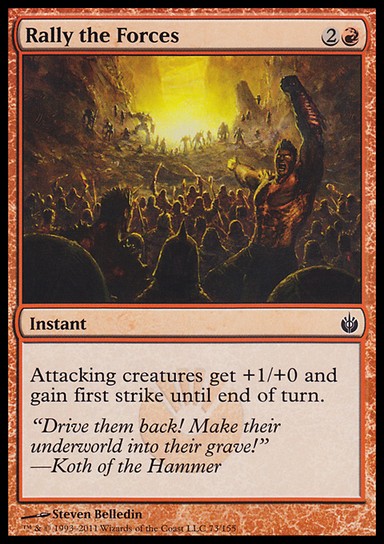 Rally the Forces 2
Instant
Attacking creatures get +1/+0 and
gain first strike until end of turn.
“Drive them back! Make their
underworld into their grave!”
—Koth of the Hammer
Steven Belledin
™ & © 1993–2011 Wizards of the Coast LLC 73/155